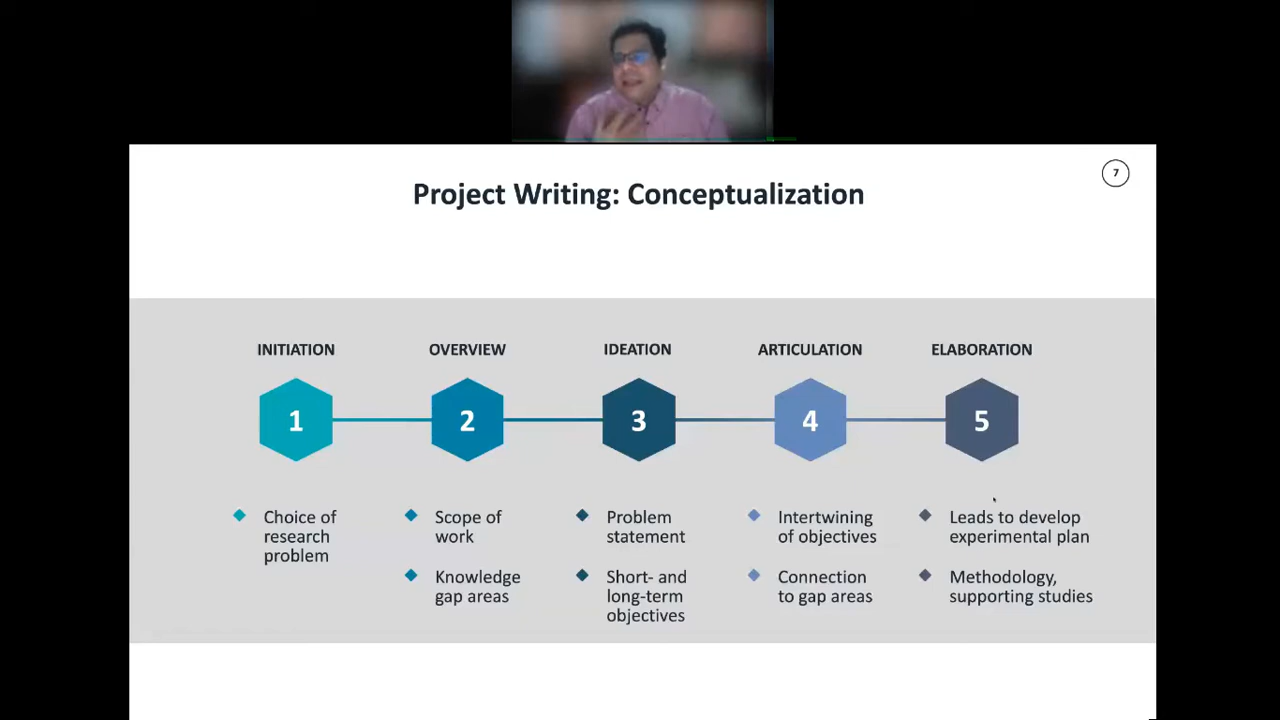 7
Project Writing: Conceptualization
INITIATION
OVERVIEW
IDEATION
ARTICULATION
ELABORATION
1
2
3
4
5
Choice of
research
problem
Scope of
work
Knowledge
gap areas
Problem
statement
Short- and
long-term
objectives
Intertwining
of objectives
Connection
to gap areas
Leads to develop
experimental plan
Methodology,
supporting studies